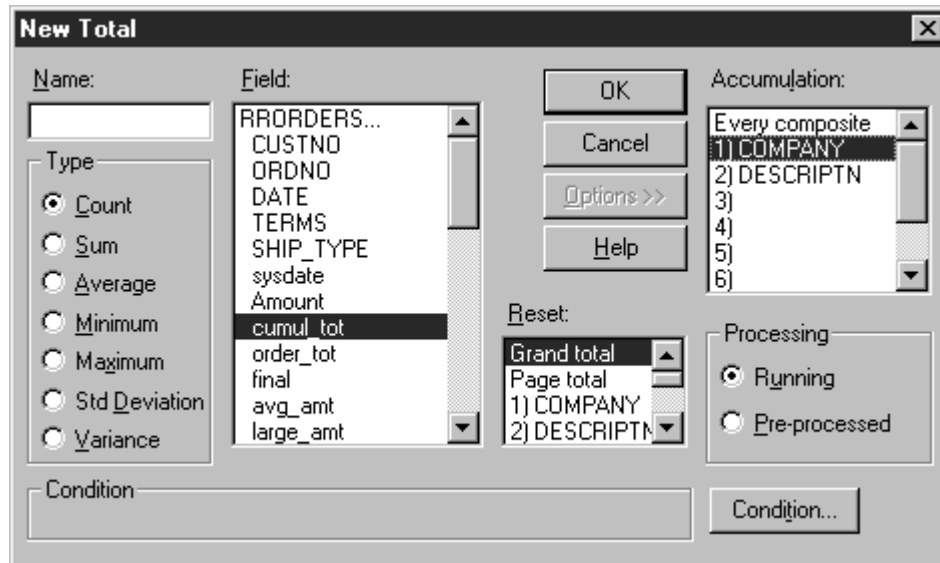 New Total
Name:
Type
Count
Sum
Average
Minimum
Maximum
Std Deviation
Variance
Field:
RRORDERS...
CUSTNO
ORDNO
DATE
TERMS
SHIP_TYPE
sysdate
Amount
cumul_tot
order_tot
final
avg_amt
large_amt
OK
Cancel
Options >>
Help
Reset:
Grand total
Page total
1) COMPANY
2) DESCRIPTN
Accumulation:
Every composite
1) COMPANY
2) DESCRIPTN
3)
4)
5)
6)
Processing
Running
Pre-processed
Condition
Condition...